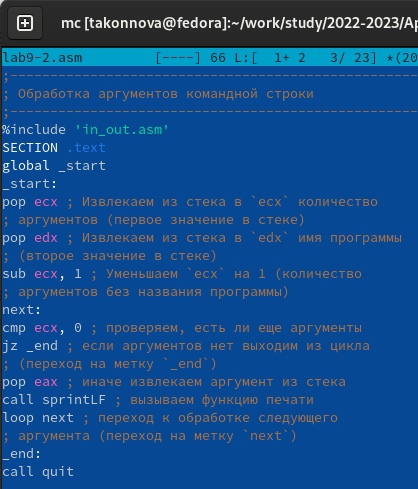 mc [takonnova@fedora]:~/work/study/2022-2023/Ap
lab9-2.asm [----] 66 L:[ 1+ 2 3/ 23] *(20
;--------------------------------------------------
; Обработка аргументов командной строки
;--------------------------------------------------
%include 'in_out.asm'
SECTION .text
global _start
_start:
pop ecx ; Извлекаем из стека в `ecx` количество
; аргументов (первое значение в стеке)
pop edx ; Извлекаем из стека в `edx` имя программы
; (второе значение в стеке)
sub ecx, 1 ; Уменьшаем `ecx` на 1 (количество
; аргументов без названия программы)
next:
cmp ecx, 0 ; проверяем, есть ли еще аргументы
jz _end ; если аргументов нет выходим из цикла
; (переход на метку `_end`)
pop eax ; иначе извлекаем аргумент из стека
call sprintLF ; вызываем функцию печати
loop next ; переход к обработке следующего
; аргумента (переход на метку `next`)
_end:
call quit